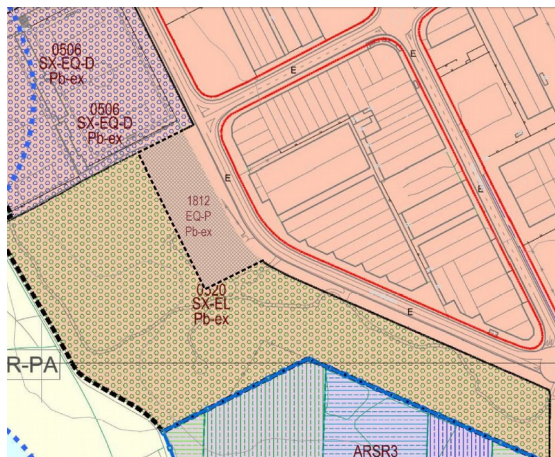 0506
SX-EQ-D
Pb-ex
0506
SX-EQ-D
Pb-ex
E
E
E
E
E
1812
EQ-P
Pb-ex
0520
SX-EL
Pb-ex
R-PA
ARSR3